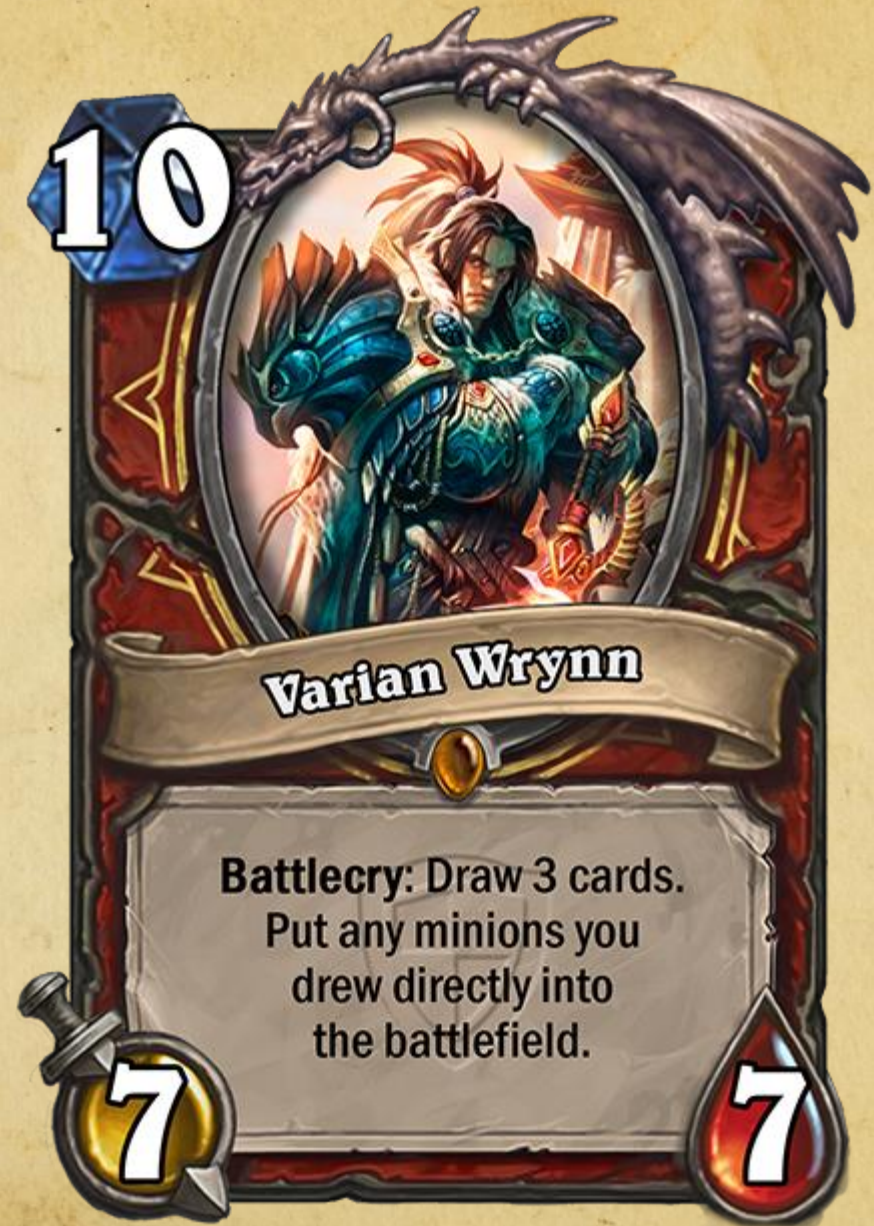 10
Varian Wrynn
Battlecry: Draw 3 cards.
Put any minions you
drew directly into
the battlefield.
7
7